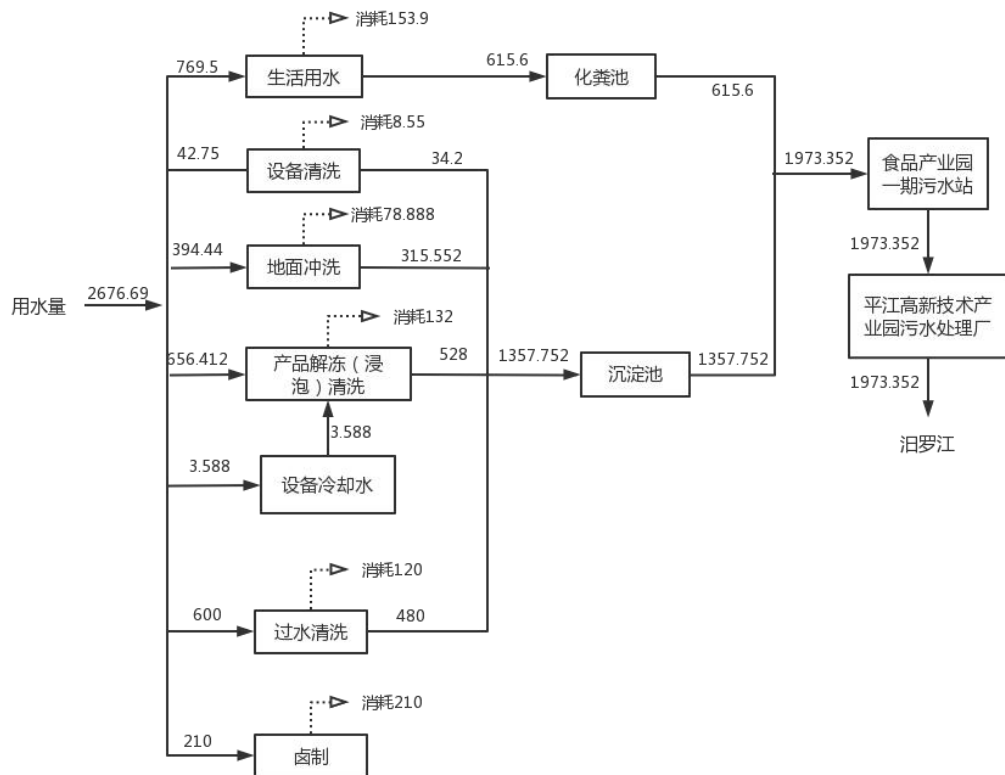 消耗153.9
769.5
生活用水
615.6
化粪池
615.6
消耗8.55
42.75
设备清洗
34.2
1973.352
食品产业园
一期污水站
消耗78.888
394.44
地面冲洗
315.552
1973.352
用水量
2676.69
平江高新技术产
业园污水处理厂
消耗132
656.412
产品解冻（浸
泡）清洗
528
1357.752
沉淀池
1357.752
1973.352
3.588
汨罗江
3.588
设备冷却水
消耗120
600
过水清洗
480
消耗210
210
卤制